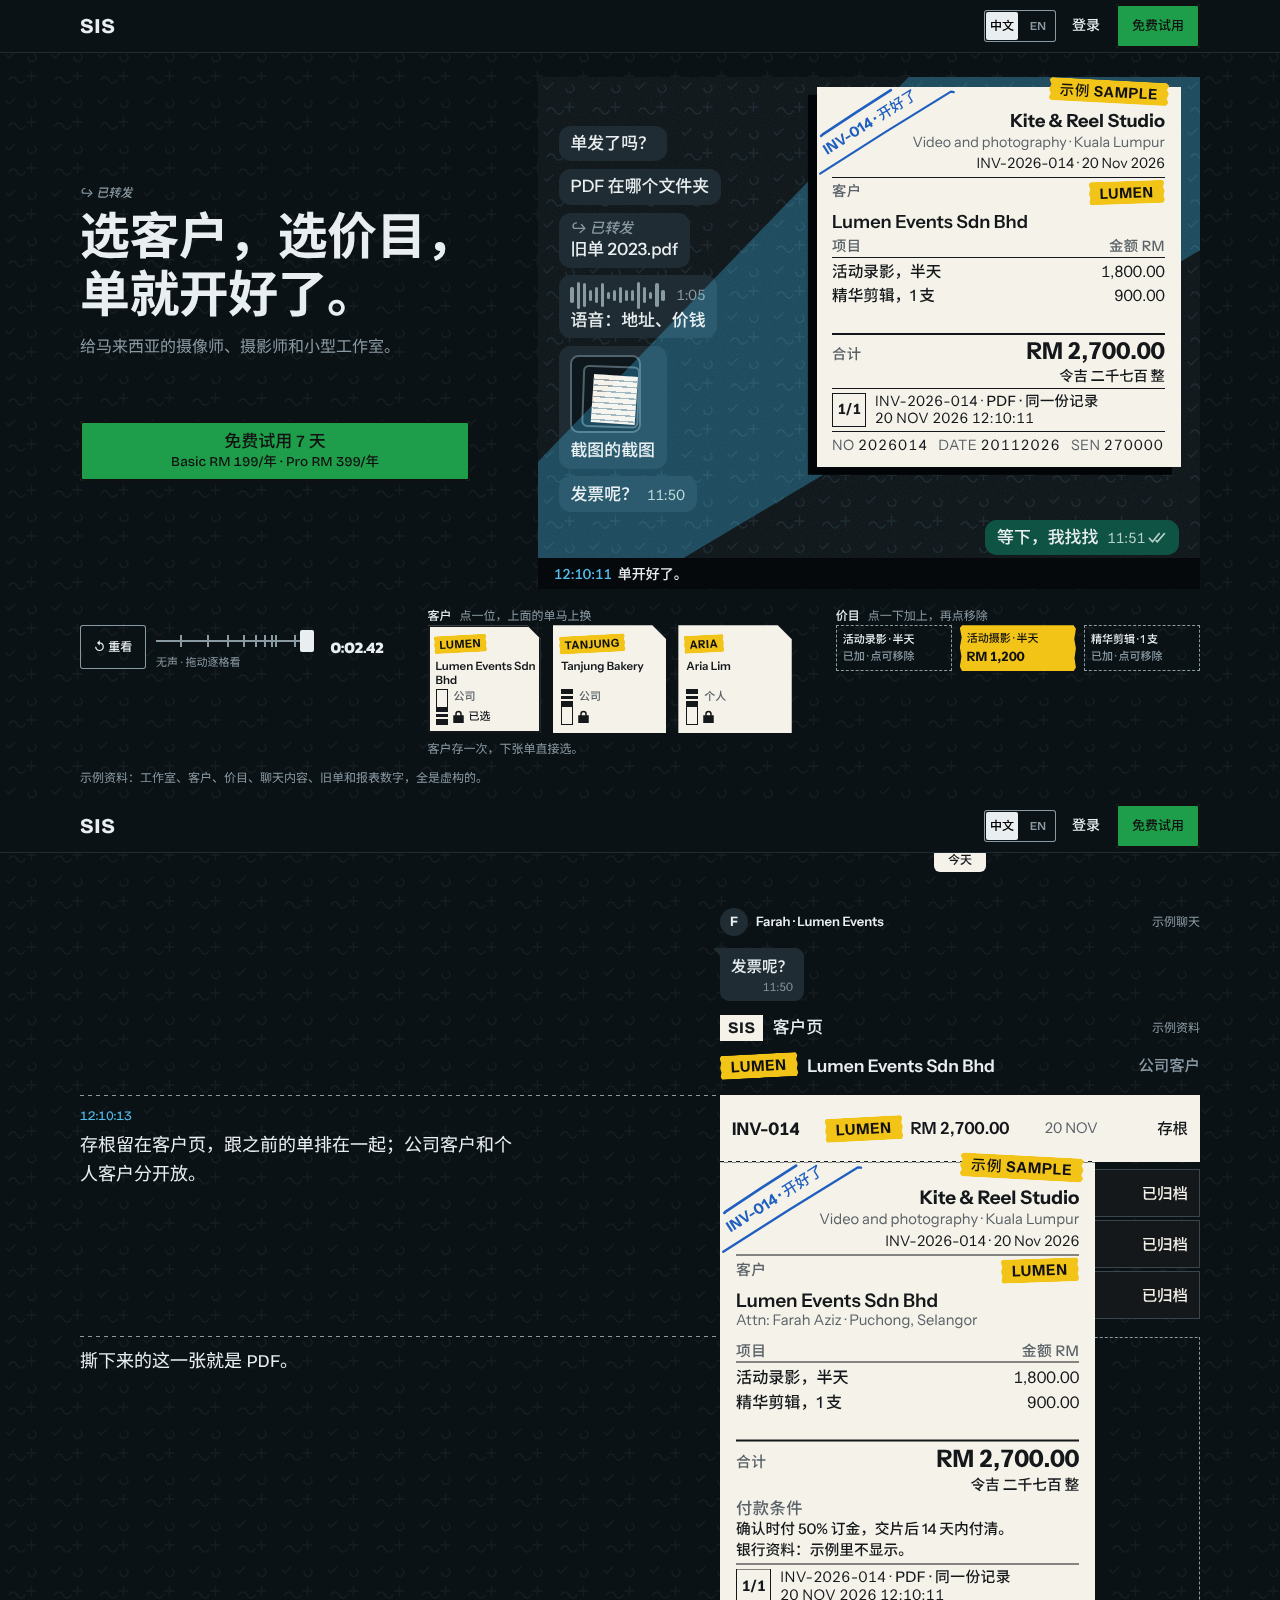 SIS
中文 EN 登录 免费试用
↪ 已转发
选客户，选价目，
单就开好了。
给马来西亚的摄像师、摄影师和小型工作室。
免费试用 7 天
Basic RM 199/年 · Pro RM 399/年
单发了吗？
PDF 在哪个文件夹
↪ 已转发
旧单 2023.pdf
1:05
语音：地址、价钱
截图的截图
发票呢？ 11:50
示例 SAMPLE
INV-014 · 开好了
Kite & Reel Studio
Video and photography · Kuala Lumpur
INV-2026-014 · 20 Nov 2026
客户 LUMEN
Lumen Events Sdn Bhd
项目 金额 RM
活动录影，半天 1,800.00
精华剪辑，1 支 900.00
合计 RM 2,700.00
令吉 二千七百 整
1/1 INV-2026-014 · PDF · 同一份记录
20 NOV 2026 12:10:11
NO 2026014 DATE 20112026 SEN 270000
等下，我找找 11:51
12:10:11 单开好了。
重看
无声 · 拖动逐格看
0:02.42
客户 点一位，上面的单马上换
LUMEN
Lumen Events Sdn Bhd
公司
已选
TANJUNG
Tanjung Bakery
公司
ARIA
Aria Lim
个人
客户存一次，下张单直接选。
价目 点一下加上，再点移除
活动录影 · 半天
已加 · 点可移除
活动摄影 · 半天
RM 1,200
精华剪辑 · 1 支
已加 · 点可移除
示例资料：工作室、客户、价目、聊天内容、旧单和报表数字，全是虚构的。
SIS
中文 EN 登录 免费试用
今天
F Farah · Lumen Events 示例聊天
发票呢？
11:50
SIS 客户页 示例资料
LUMEN Lumen Events Sdn Bhd 公司客户
12:10:13
存根留在客户页，跟之前的单排在一起；公司客户和个
人客户分开放。
INV-014 LUMEN RM 2,700.00 20 NOV 存根
已归档
已归档
已归档
示例 SAMPLE
INV-014 · 开好了
Kite & Reel Studio
Video and photography · Kuala Lumpur
INV-2026-014 · 20 Nov 2026
客户 LUMEN
Lumen Events Sdn Bhd
Attn: Farah Aziz · Puchong, Selangor
撕下来的这一张就是 PDF。
项目 金额 RM
活动录影，半天 1,800.00
精华剪辑，1 支 900.00
合计 RM 2,700.00
令吉 二千七百 整
付款条件
确认时付 50% 订金，交片后 14 天内付清。
银行资料：示例里不显示。
1/1 INV-2026-014 · PDF · 同一份记录
20 NOV 2026 12:10:11